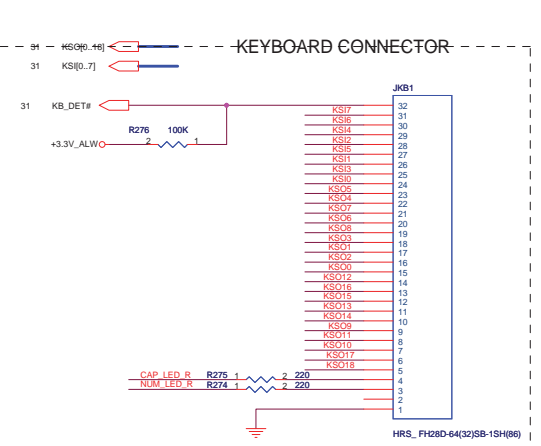 31 KSO[0..18] KEYBOARD CONNECTOR
31 KSI[0..7]
JKB1
31 KB_DET# 32
KSI7 31
KSI6 30
R276 100K KSI4 29
+3.3V_ALW 2 1 KSI2 28
KSI5 27
KSI1 26
KSI3 25
KSI0 24
KSO5 23
KSO4 22
KSO7 21
KSO6 20
KSO8 19
KSO3 18
KSO1 17
KSO2 16
KSO0 15
KSO12 14
KSO16 13
KSO15 12
KSO13 11
KSO14 10
KSO9 9
KSO11 8
KSO10 7
KSO17 6
KSO18 5
CAP_LED_R R275 1 2 220 4
NUM_LED_R R274 1 2 220 3
2
1
HRS_ FH28D-64(32)SB-1SH(86)